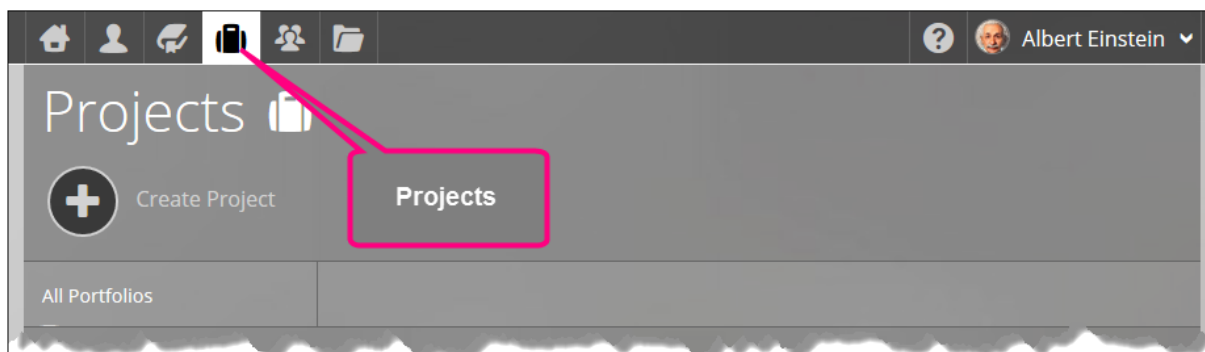 Albert Einstein
Projects
Create Project
Projects
All Portfolios